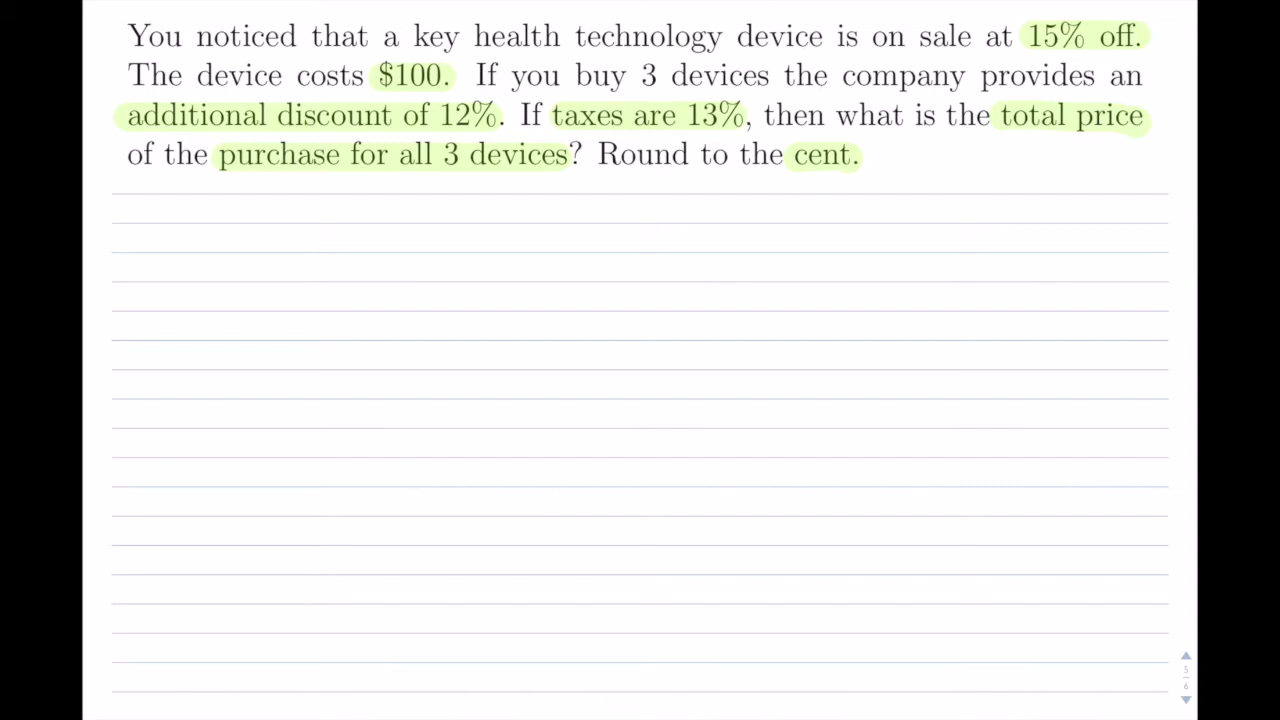 You noticed that a key health technology device is on sale at 15% off.
The device costs $100. If you buy 3 devices the company provides an
additional discount of 12%. If taxes are 13%, then what is the total price
of the purchase for all 3 devices? Round to the cent.
5
6